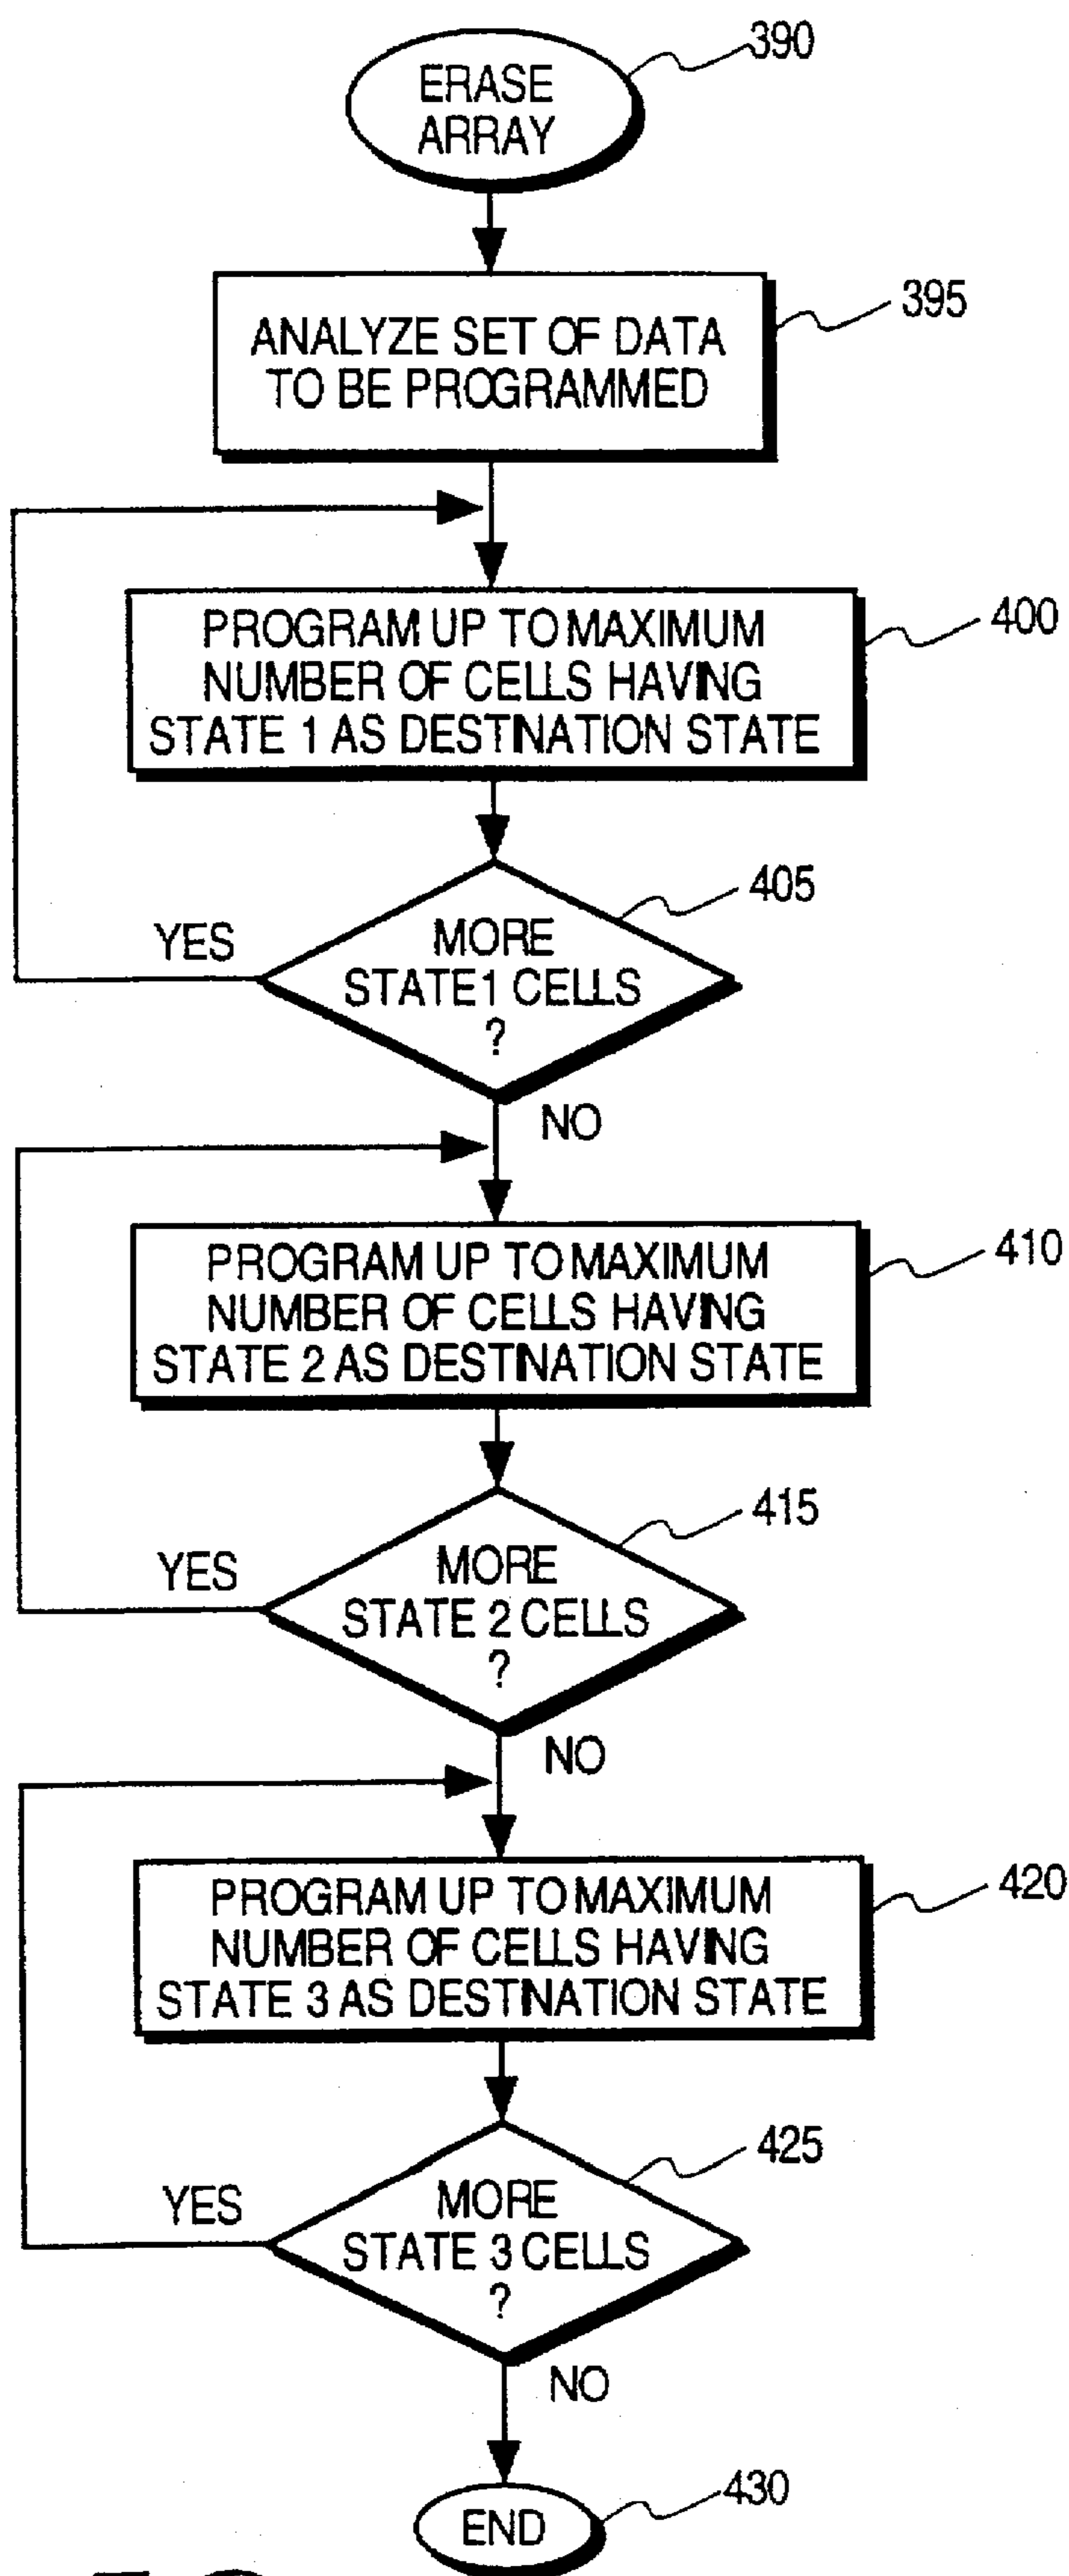 390
ERASE
ARRAY
395
ANALYZE SET OF DATA
TO BE PROGRAMMED
400
PROGRAM UP TO MAXIMUM
NUMBER OF CELLS HAVING
STATE 1 AS DESTINATION STATE
405
YES
MORE
STATE 1 CELLS
?
NO
410
PROGRAM UP TO MAXIMUM
NUMBER OF CELLS HAVING
STATE 2 AS DESTINATION STATE
415
YES
MORE
STATE 2 CELLS
?
NO
420
PROGRAM UP TO MAXIMUM
NUMBER OF CELLS HAVING
STATE 3 AS DESTINATION STATE
425
YES
MORE
STATE 3 CELLS
?
NO
430
END